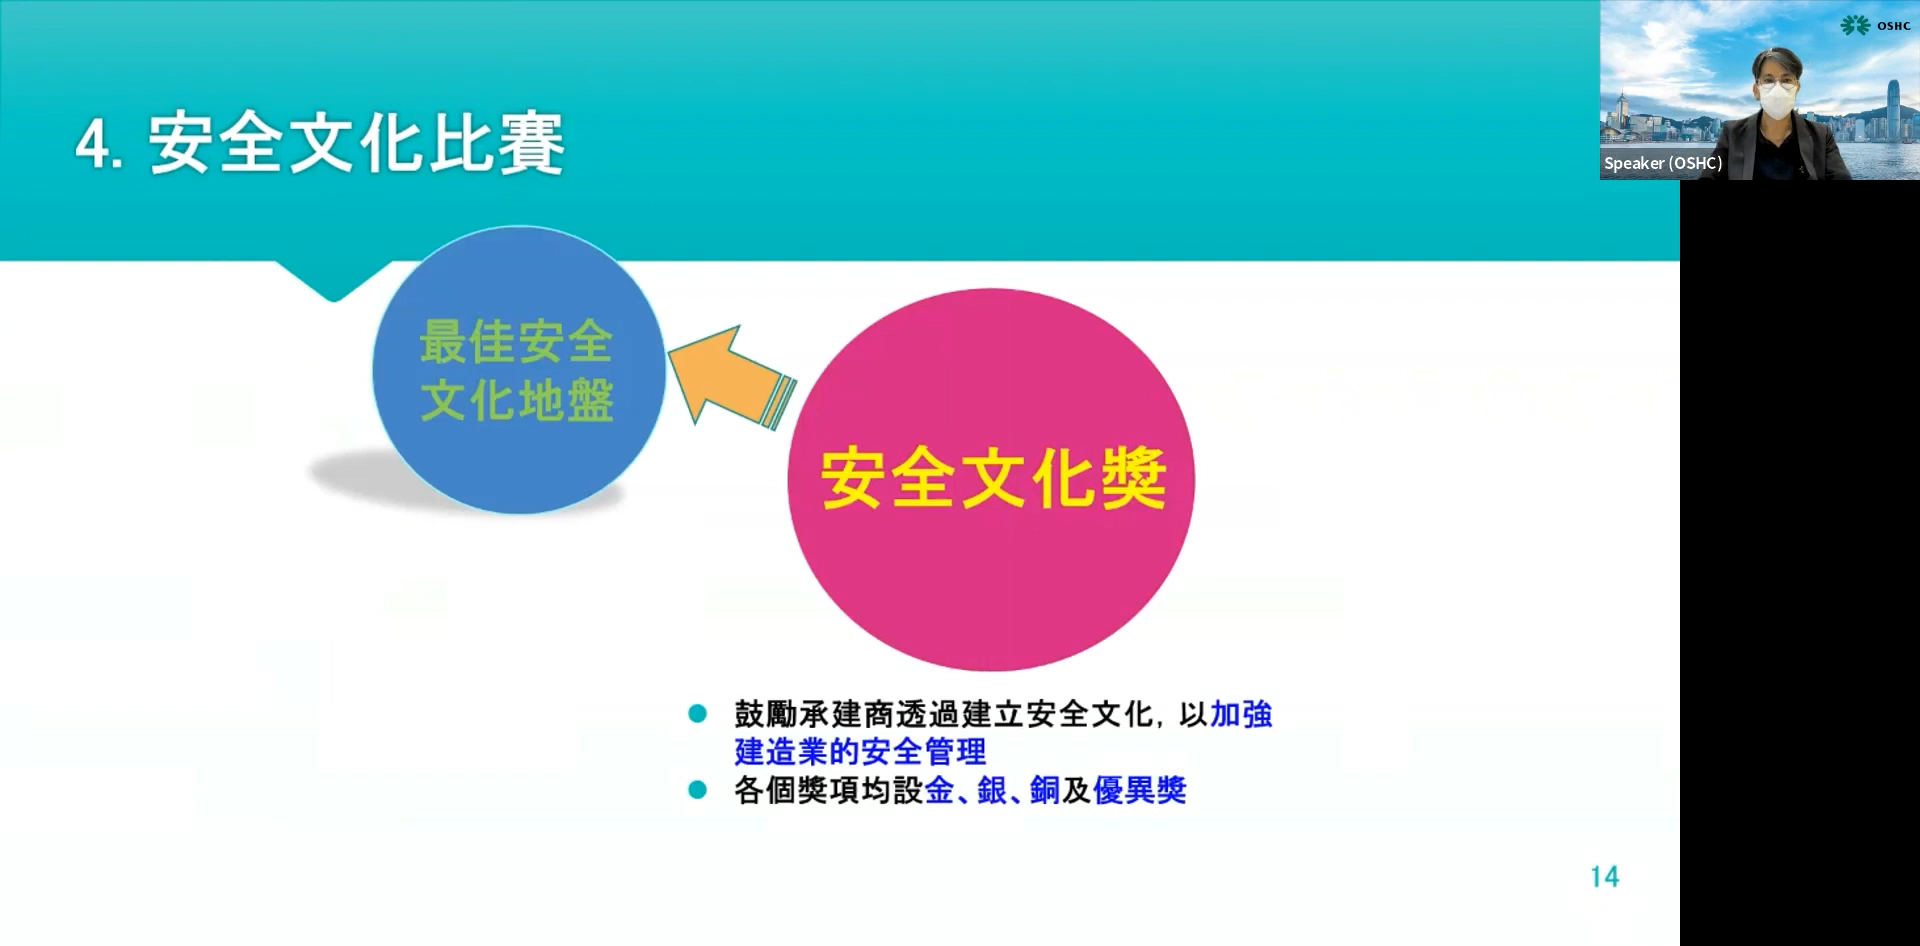 4. 安全文化比賽
OSHC
Speaker (OSHC)
最佳安全
文化地盤
安全文化獎
鼓勵承建商透過建立安全文化, 以加強
建造業的安全管理
各個獎項均設金、銀、銅及優異獎
14